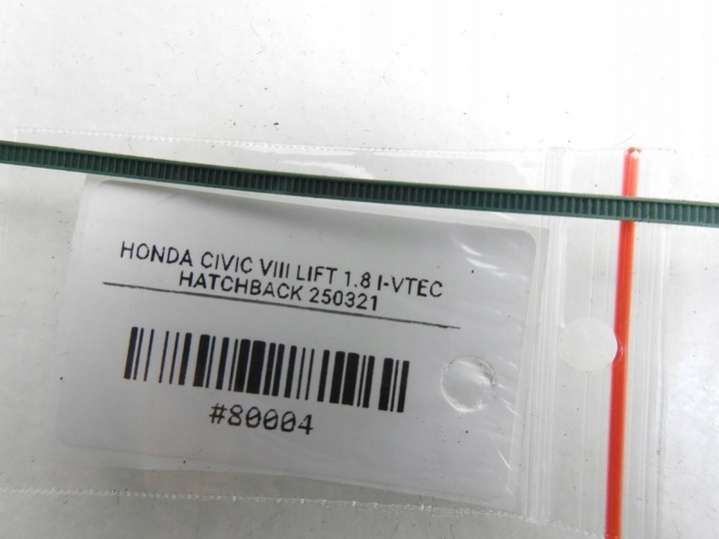 HONDA CIVIC VIII LIFT 1.8 I-VTEC
HATCHBACK 250321
#80004